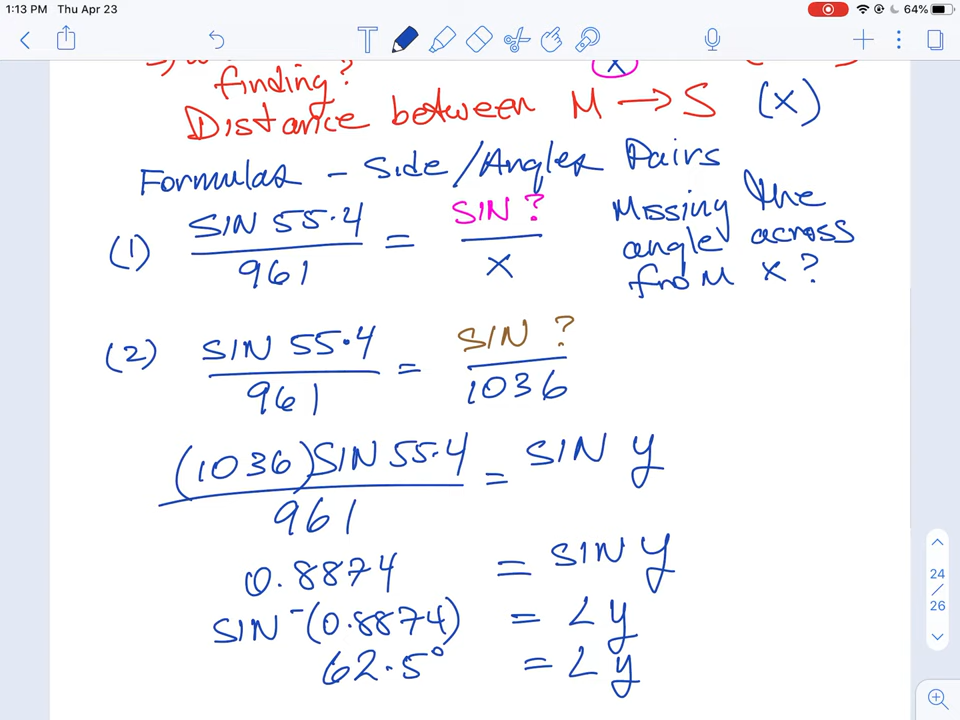 1:13 PM Thu Apr 23
64%
T
finding?
x
Distance between M → S (x)
Formulas - Side/Angles Pairs
(1) SIN 55.4 / 961 = SIN ? / x
Missing the
angle across
from x?
(2) SIN 55.4 / 961 = SIN ? / 1036
(1036) SIN 55.4 / 961 = SIN y
0.8874 = SIN y
SIN⁻(0.8874) = ∠y
62.5° = ∠y
24
/
26